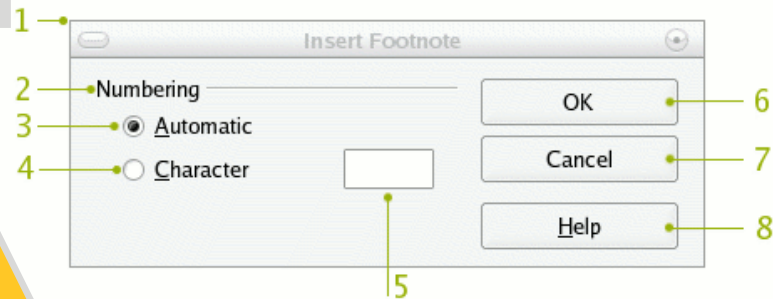 1
Insert Footnote
2 Numbering
3 Automatic
4 Character
5
OK 6
Cancel 7
Help 8